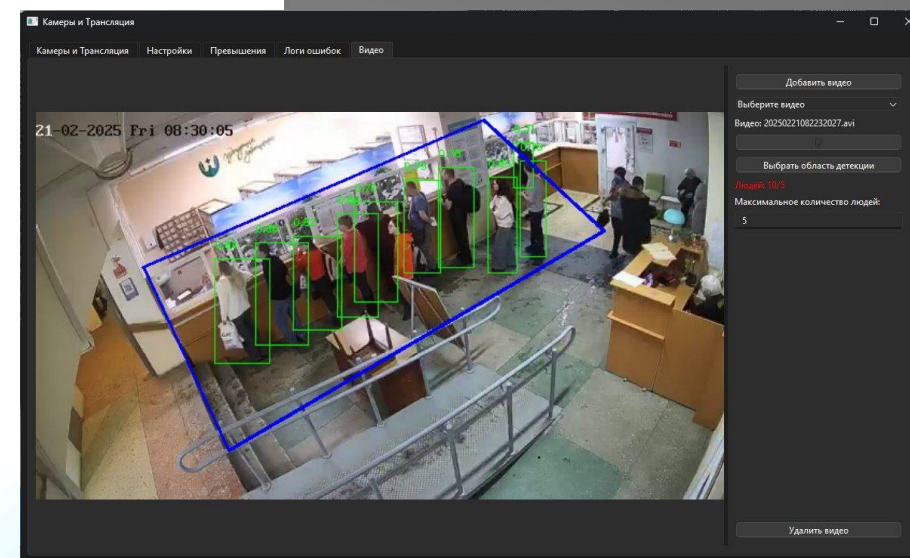 Камеры и Трансляция
Камеры и Трансляция
Настройки
Превышения
Логи ошибок
Видео
21-02-2025 Fri 08:30:05
Добавить видео
Выберите видео
Видео: 20250221082232027.avi
Выбрать область детекции
Людей: 10/5
Максимальное количество людей:
5
Удалить видео